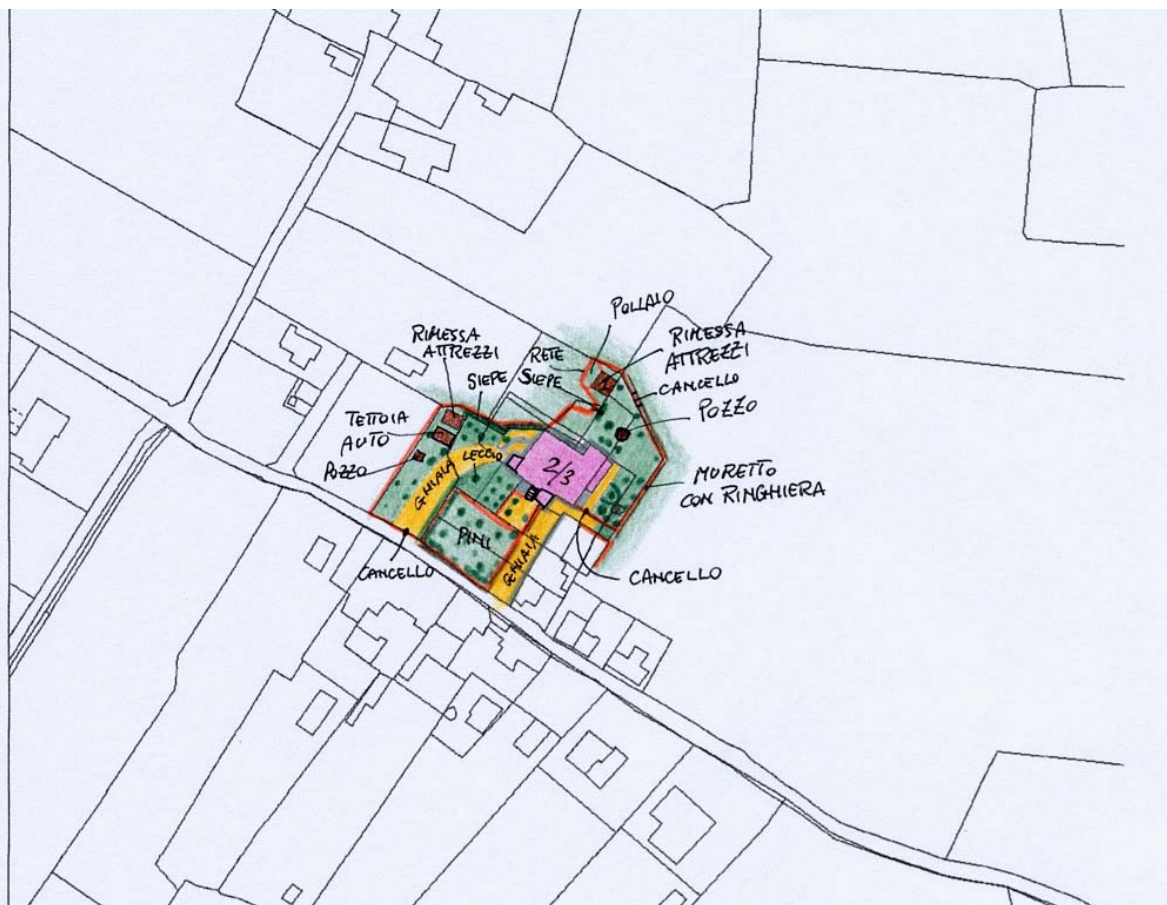 POLLAIO
RIMESSA
ATTREZZI
RIMESSA
ATTREZZI
RETE
SIEPE
SIEPE
CANCELLO
1
POZZO
TETTOIA
AUTO
LECCIO
2/3
MURETTO
CON RINGHIERA
POZZO
GHIAIA
PINI
GHIAIA
CANCELLO
CANCELLO